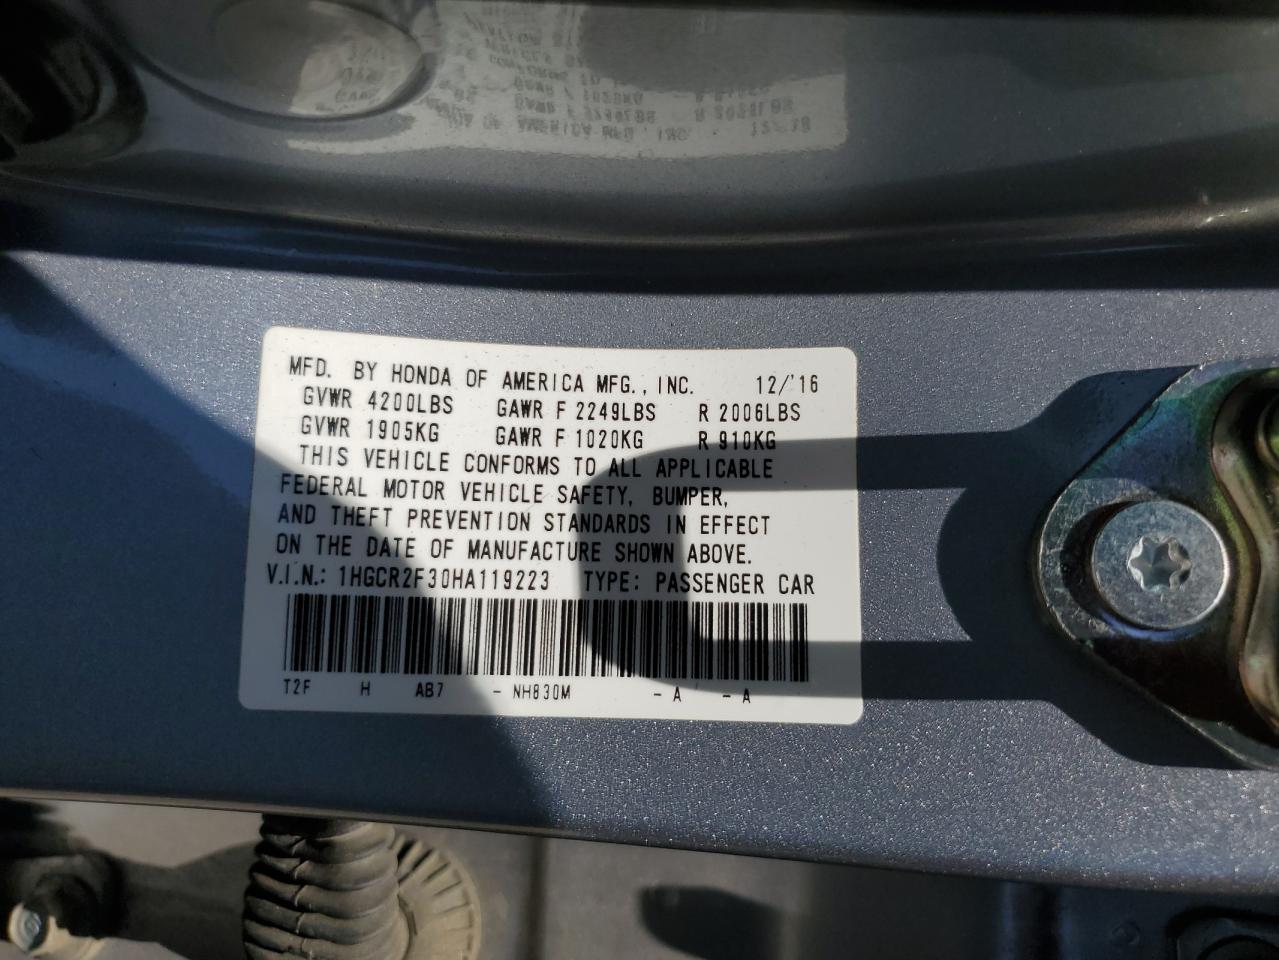 MFD. BY HONDA OF AMERICA MFG., INC. 12/'16
GVWR 4200LBS GAWR F 2249LBS R 2006LBS
GVWR 1905KG GAWR F 1020KG R 910KG
THIS VEHICLE CONFORMS TO ALL APPLICABLE
FEDERAL MOTOR VEHICLE SAFETY, BUMPER,
AND THEFT PREVENTION STANDARDS IN EFFECT
ON THE DATE OF MANUFACTURE SHOWN ABOVE.
V.I.N.: 1HGCR2F30HA119223 TYPE: PASSENGER CAR
T2F H AB7 - NH830M - A - A